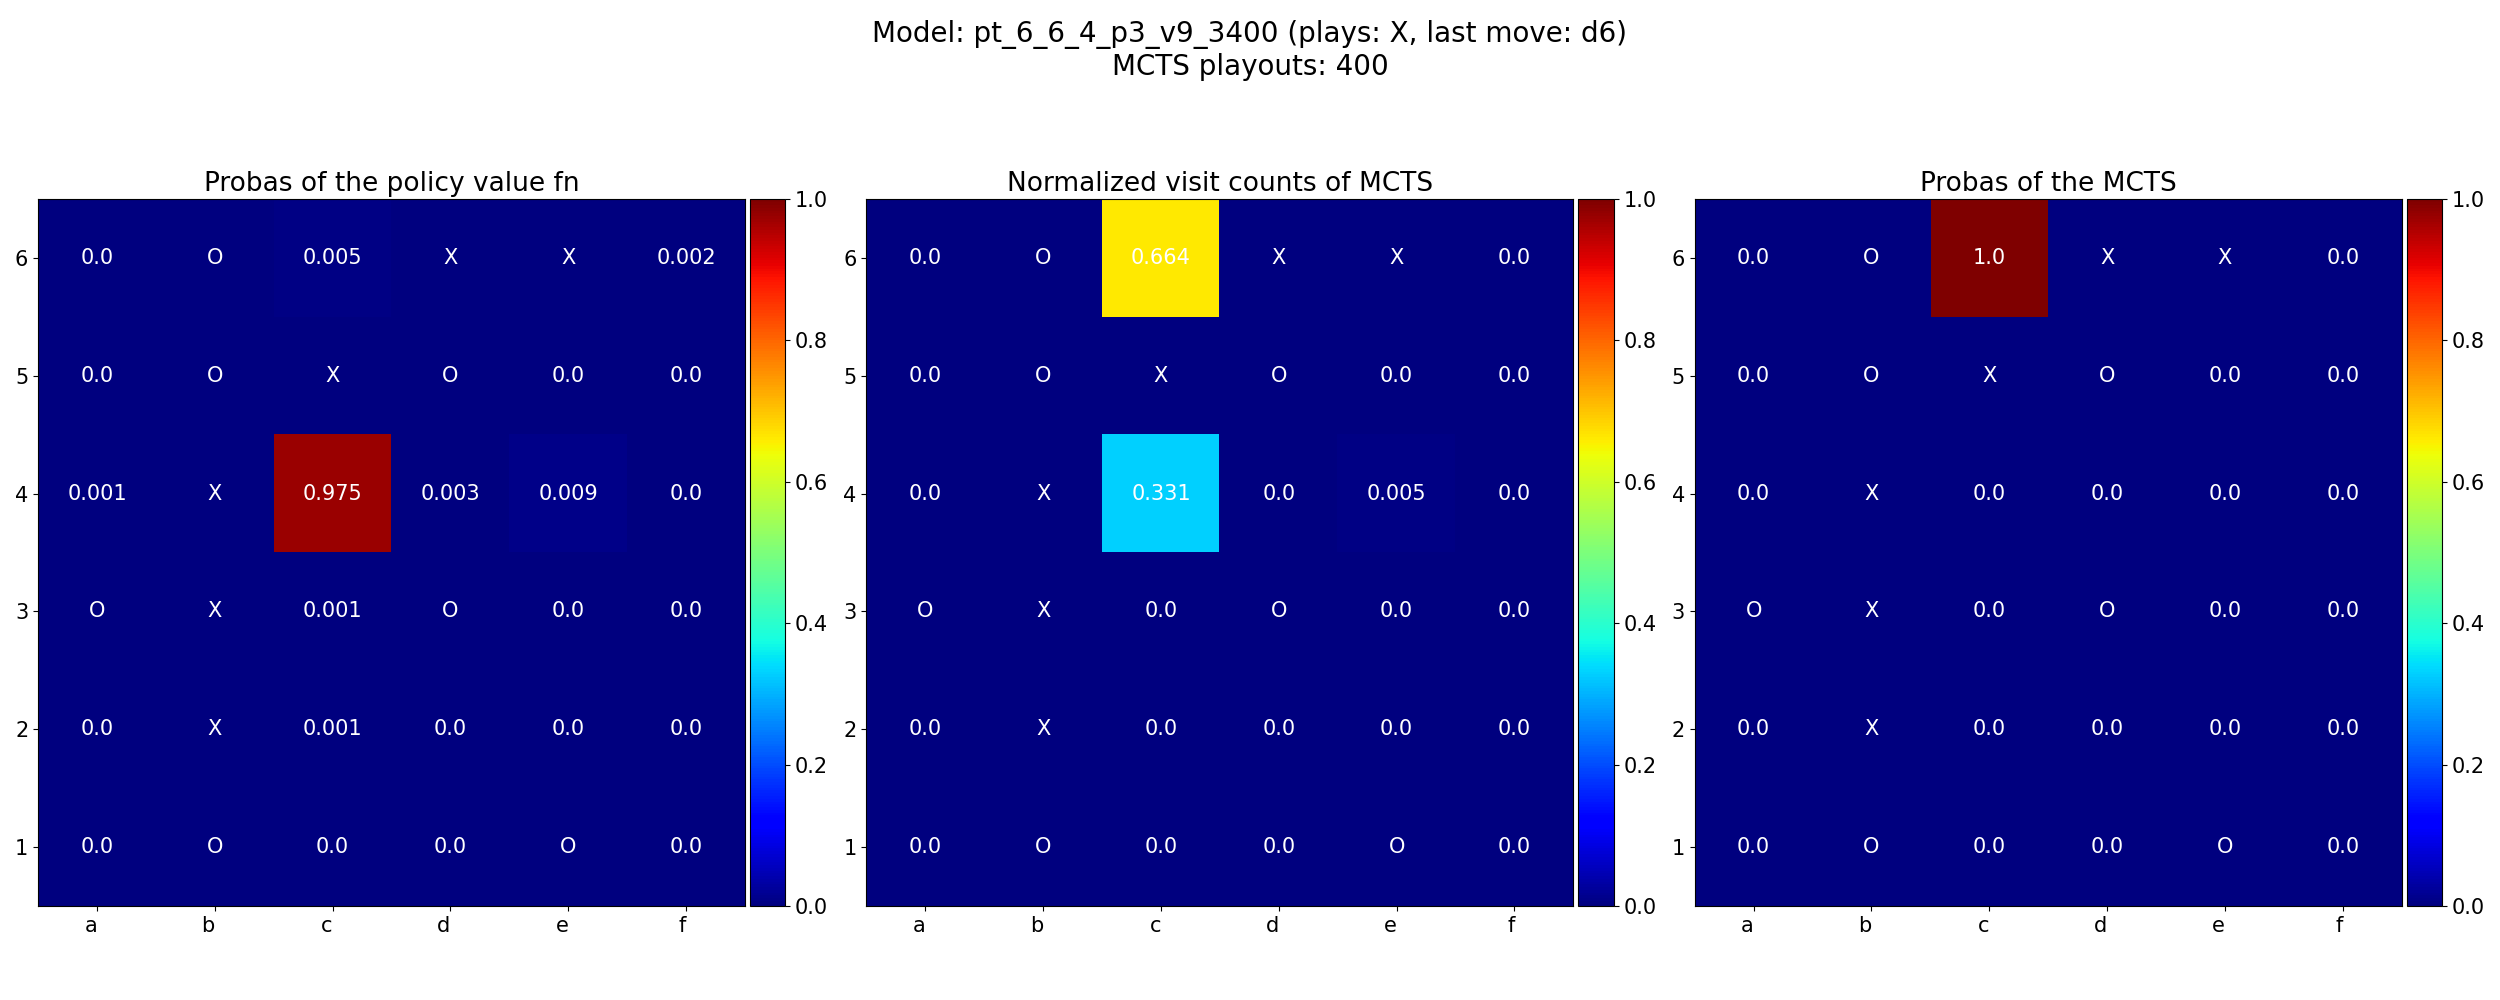 Model: pt_6_6_4_p3_v9_3400 (plays: X, last move: d6)
MCTS playouts: 400
Probas of the policy value fn
6 0.0 O 0.005 X X 0.002
5 0.0 O X O 0.0 0.0
4 0.001 X 0.975 0.003 0.009 0.0
3 O X 0.001 O 0.0 0.0
2 0.0 X 0.001 0.0 0.0 0.0
1 0.0 O 0.0 0.0 O 0.0
a b c d e f
1.0
0.8
0.6
0.4
0.2
0.0
Normalized visit counts of MCTS
6 0.0 O 0.664 X X 0.0
5 0.0 O X O 0.0 0.0
4 0.0 X 0.331 0.0 0.005 0.0
3 O X 0.0 O 0.0 0.0
2 0.0 X 0.0 0.0 0.0 0.0
1 0.0 O 0.0 0.0 O 0.0
a b c d e f
1.0
0.8
0.6
0.4
0.2
0.0
Probas of the MCTS
6 0.0 O 1.0 X X 0.0
5 0.0 O X O 0.0 0.0
4 0.0 X 0.0 0.0 0.0 0.0
3 O X 0.0 O 0.0 0.0
2 0.0 X 0.0 0.0 0.0 0.0
1 0.0 O 0.0 0.0 O 0.0
a b c d e f
1.0
0.8
0.6
0.4
0.2
0.0